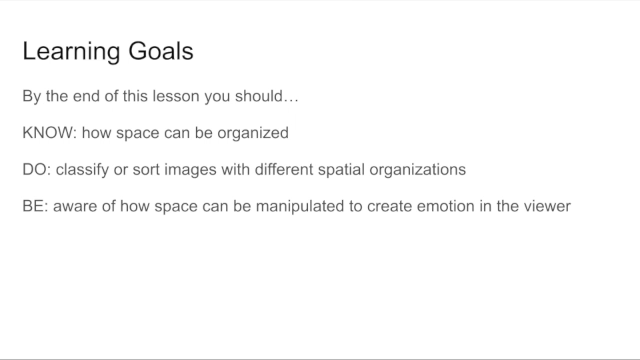 Learning Goals
By the end of this lesson you should…
KNOW: how space can be organized
DO: classify or sort images with different spatial organizations
BE: aware of how space can be manipulated to create emotion in the viewer